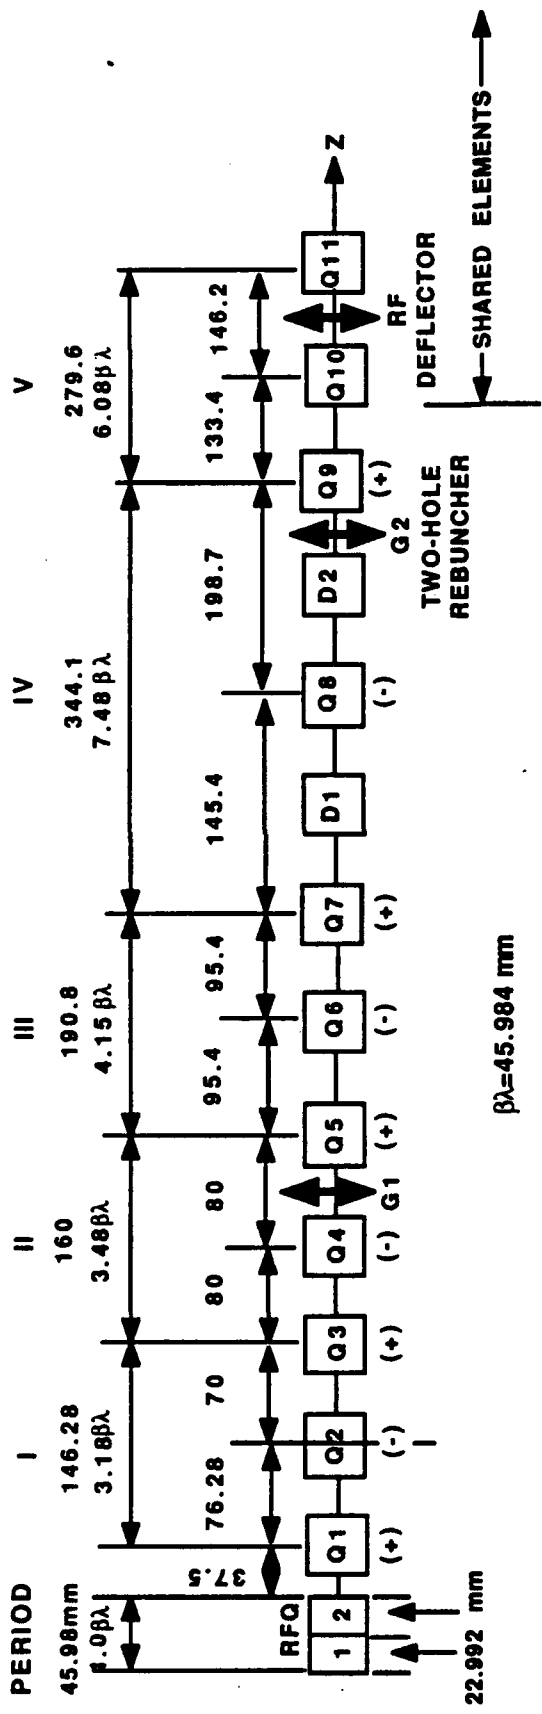 PERIOD I II III IV V
45.98mm 146.28 160 190.8 344.1 279.6
1.0βλ 3.18βλ 3.48βλ 4.15βλ 7.48βλ 6.08βλ
37.5 76.28 70 80 80 95.4 95.4 145.4 198.7 133.4 146.2
RFQ
1 2 Q1 Q2 Q3 Q4 Q5 Q6 Q7 D1 Q8 D2 Q9 Q10 Q11 Z
(+) (-) (+) (-) G1 (+) (-) (+) (-) G2 (+) RF
DEFLECTOR
TWO-HOLE
REBUNCHER
22.992 mm
βλ=45.984 mm
SHARED ELEMENTS